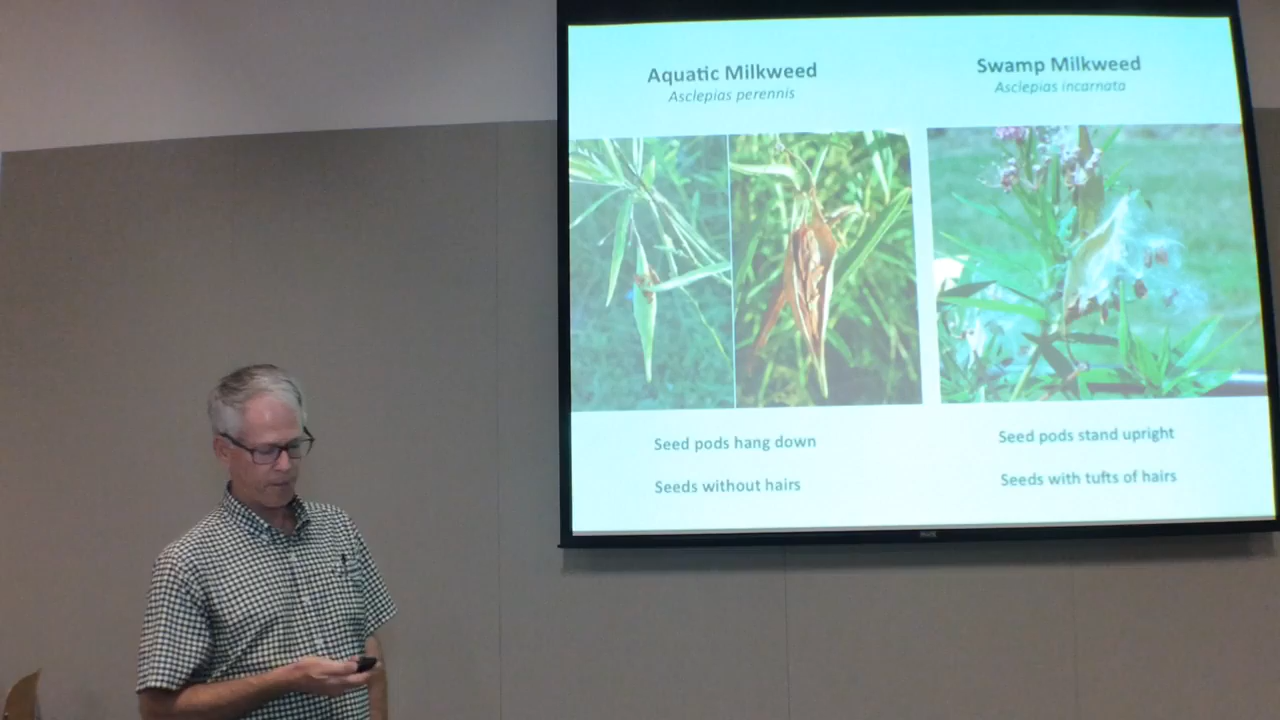 Aquatic Milkweed
Asclepias perennis
Swamp Milkweed
Asclepias incarnata
Seed pods hang down
Seeds without hairs
Seed pods stand upright
Seeds with tufts of hairs